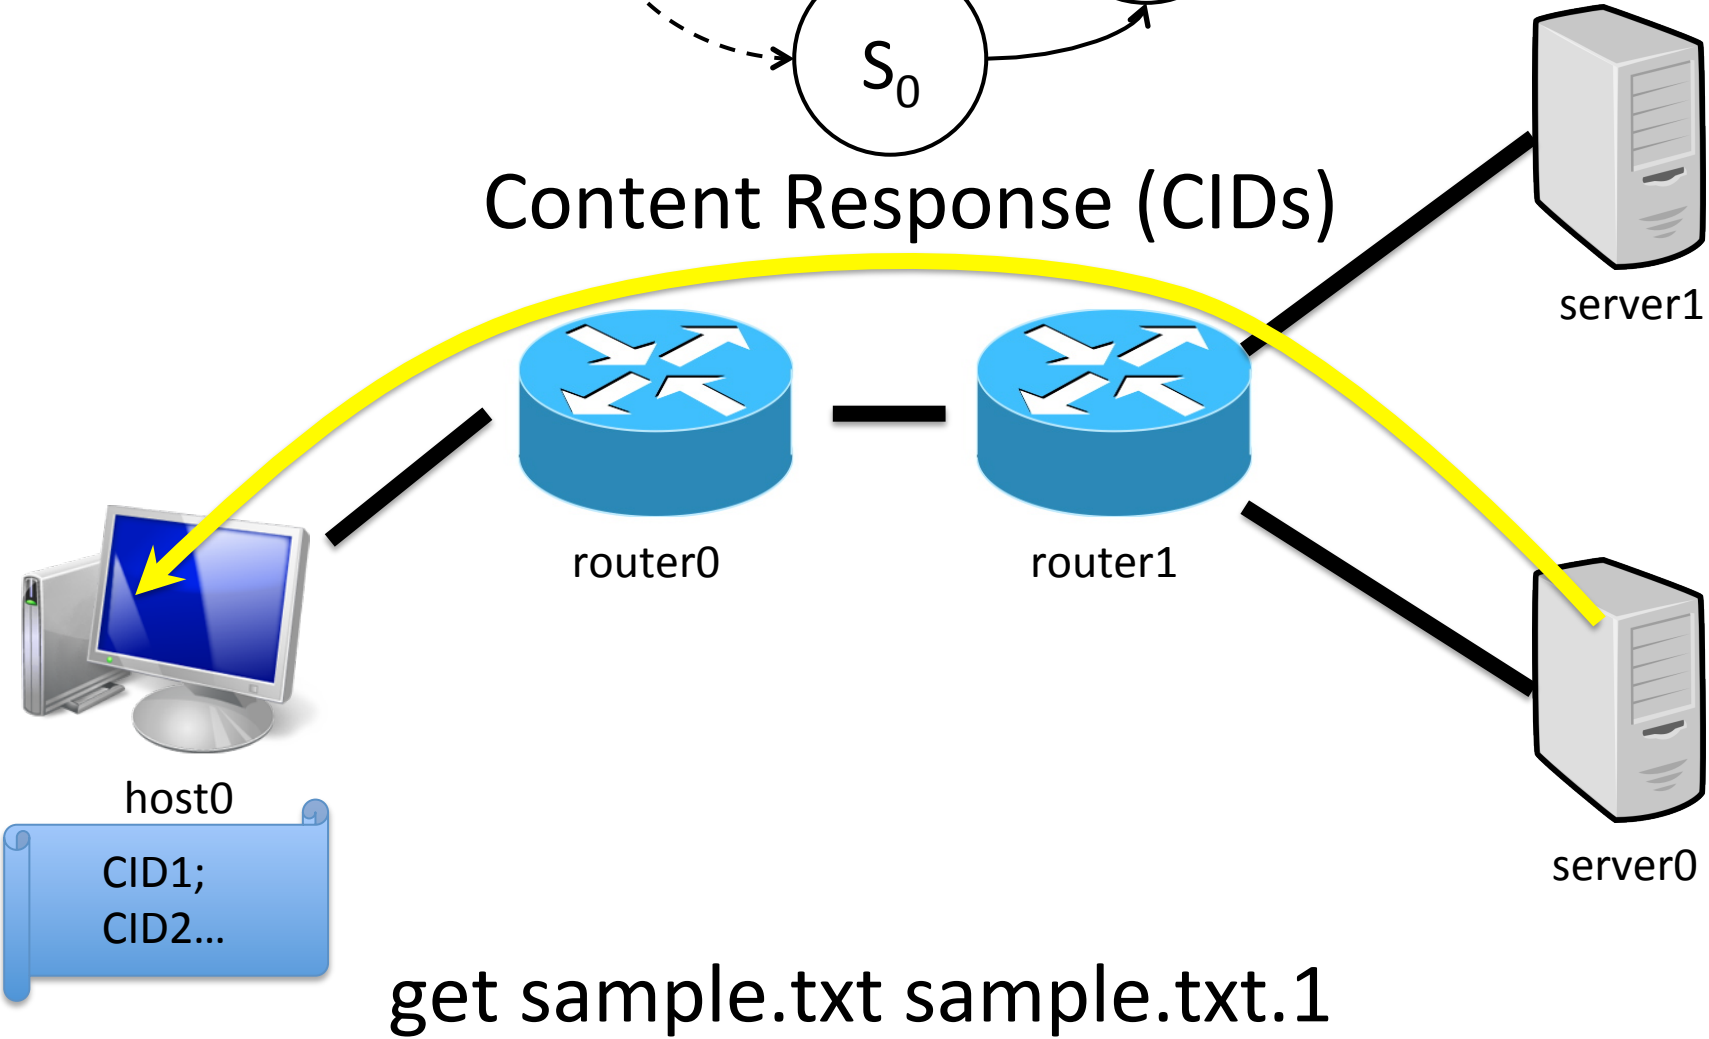 S0
Content Response (CIDs)
server1
router0
router1
host0
server0
CID1;
CID2...
get sample.txt sample.txt.1